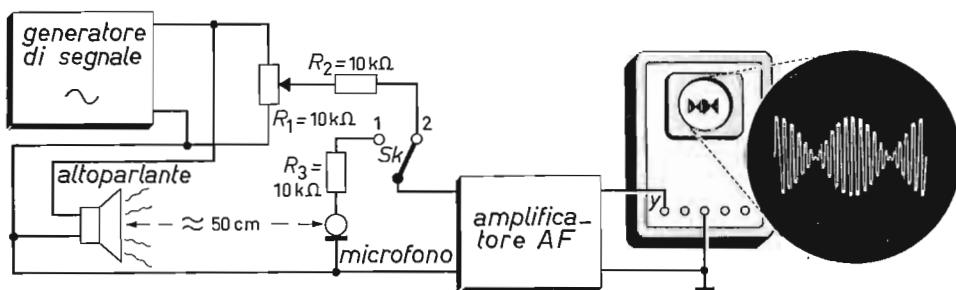 generatore
di segnale
R₂ = 10 kΩ
R₁ = 10 kΩ
1
2
Sk
R₃ =
10 kΩ
altoparlante
≈ 50 cm
microfono
amplifica-
tore AF
y